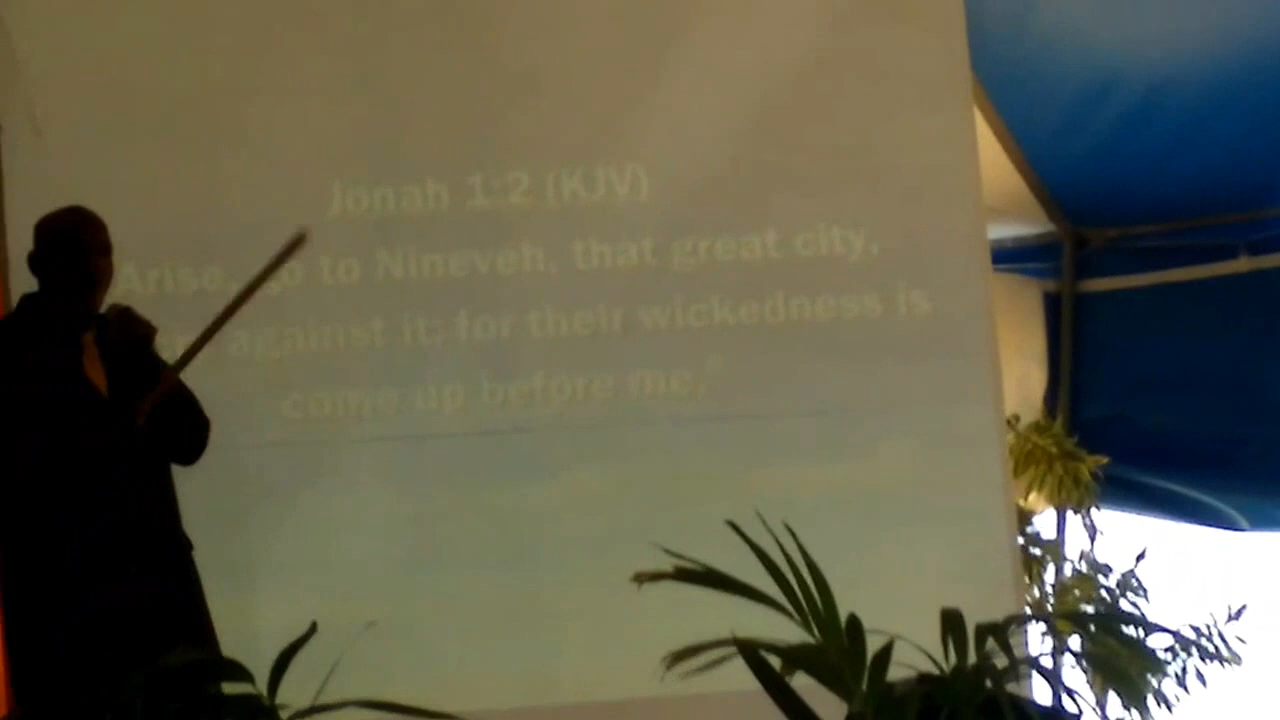 Jonah 1:2 (KJV)
Arise, go to Nineveh, that great city,
against it; for their wickedness is
come up before me."